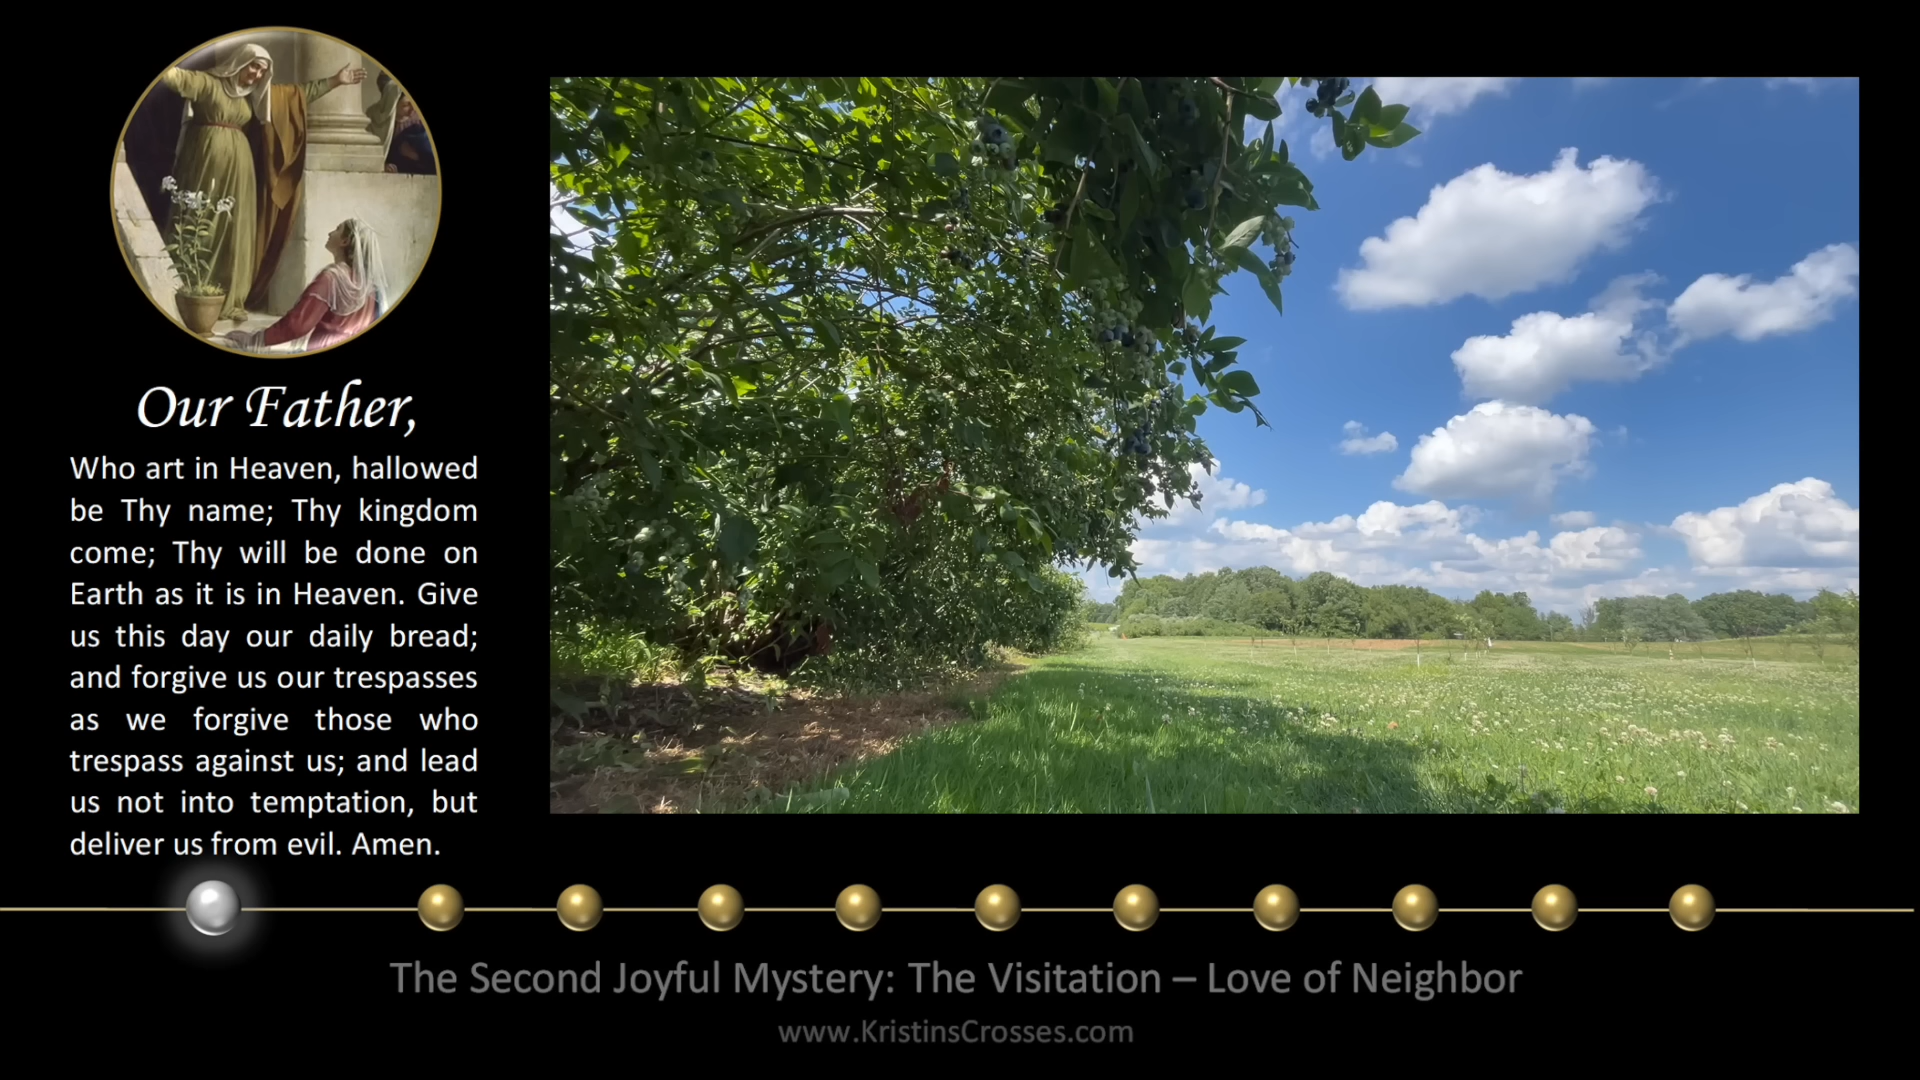 Our Father,
Who art in Heaven, hallowed
be Thy name; Thy kingdom
come; Thy will be done on
Earth as it is in Heaven. Give
us this day our daily bread;
and forgive us our trespasses
as we forgive those who
trespass against us; and lead
us not into temptation, but
deliver us from evil. Amen.
The Second Joyful Mystery: The Visitation – Love of Neighbor
www.KristinsCrosses.com